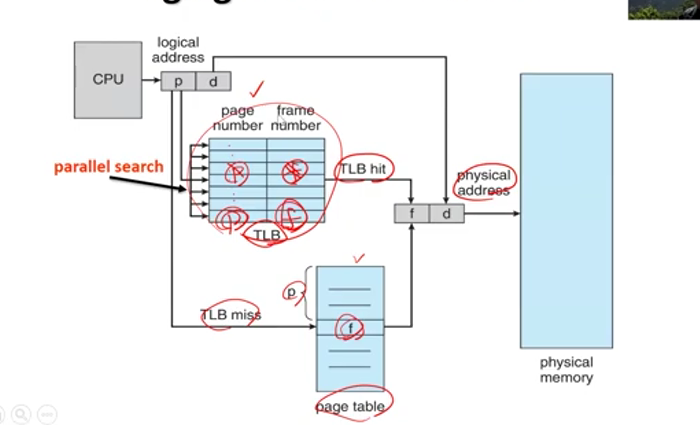 logical
address
CPU
p d
page
number
frame
number
parallel search
TLB hit
physical
address
f d
TLB
p
TLB miss
f
page table
physical
memory